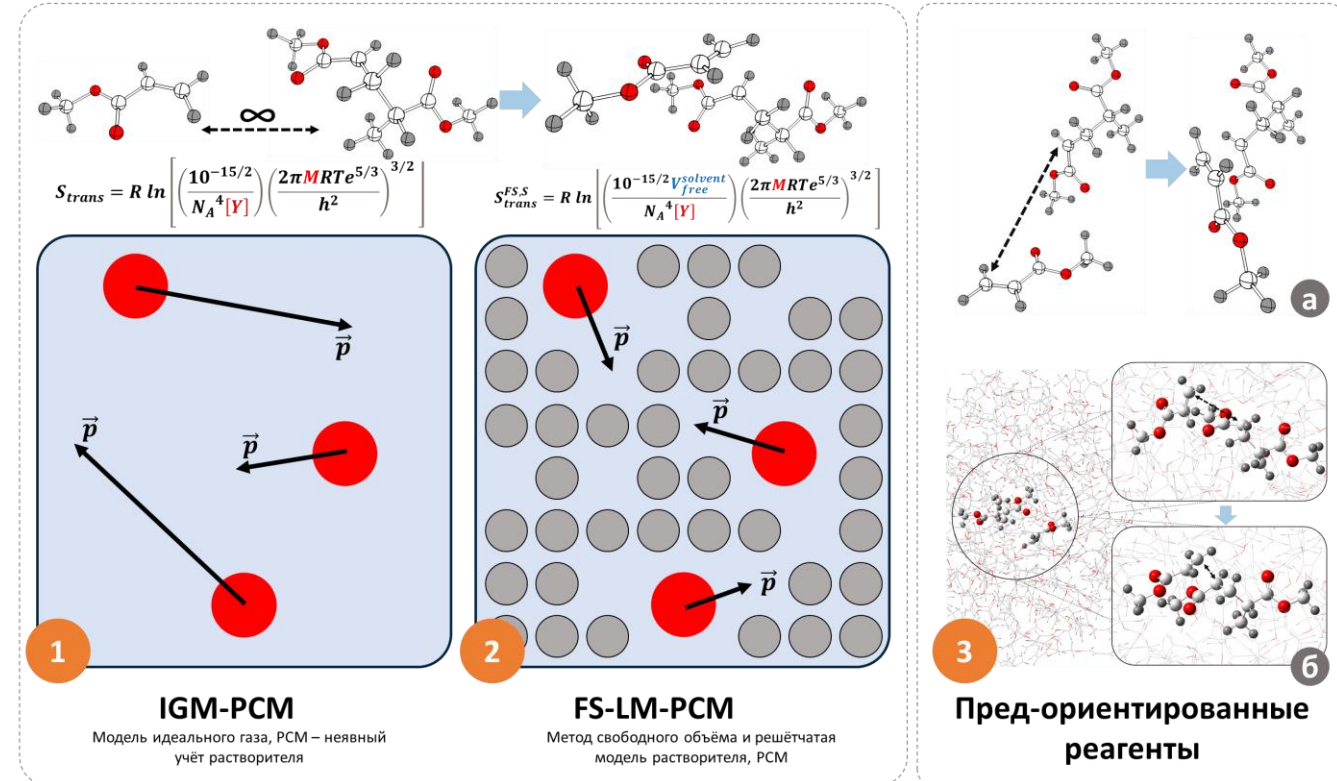 ∞
S_trans = R ln[(10^{-15/2} / N_A^4[Y]) (2πMRTe^{5/3} / h^2)^{3/2}]
S_trans^{FS,S} = R ln[(10^{-15/2}V_free^{solvent} / N_A^4[Y]) (2πMRTe^{5/3} / h^2)^{3/2}]
p⃗
p⃗
p⃗
1
p⃗
p⃗
p⃗
2
IGM-PCM
Модель идеального газа, PCM – неявный
учёт растворителя
FS-LM-PCM
Метод свободного объёма и решётчатая
модель растворителя, PCM
а
3
б
Пред-ориентированные
реагенты